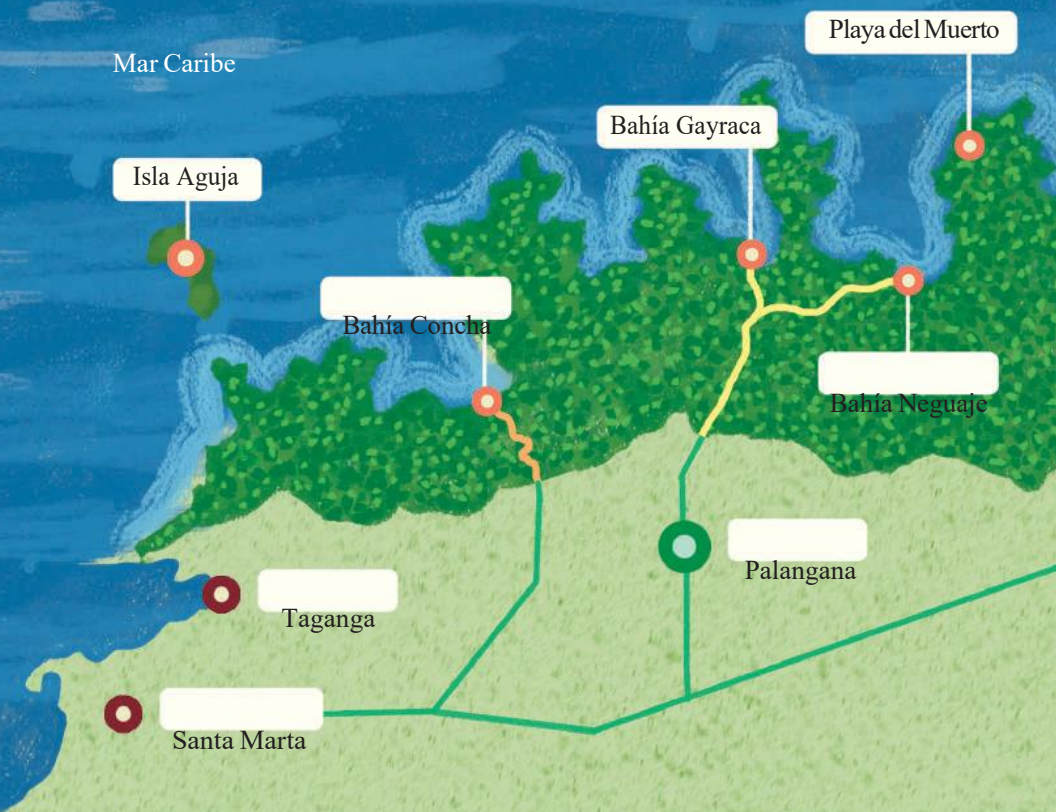 Playa del Muerto
Mar Caribe
Bahía Gayraca
Isla Aguja
Bahía Concha
Bahía Neguaje
Palangana
Taganga
Santa Marta